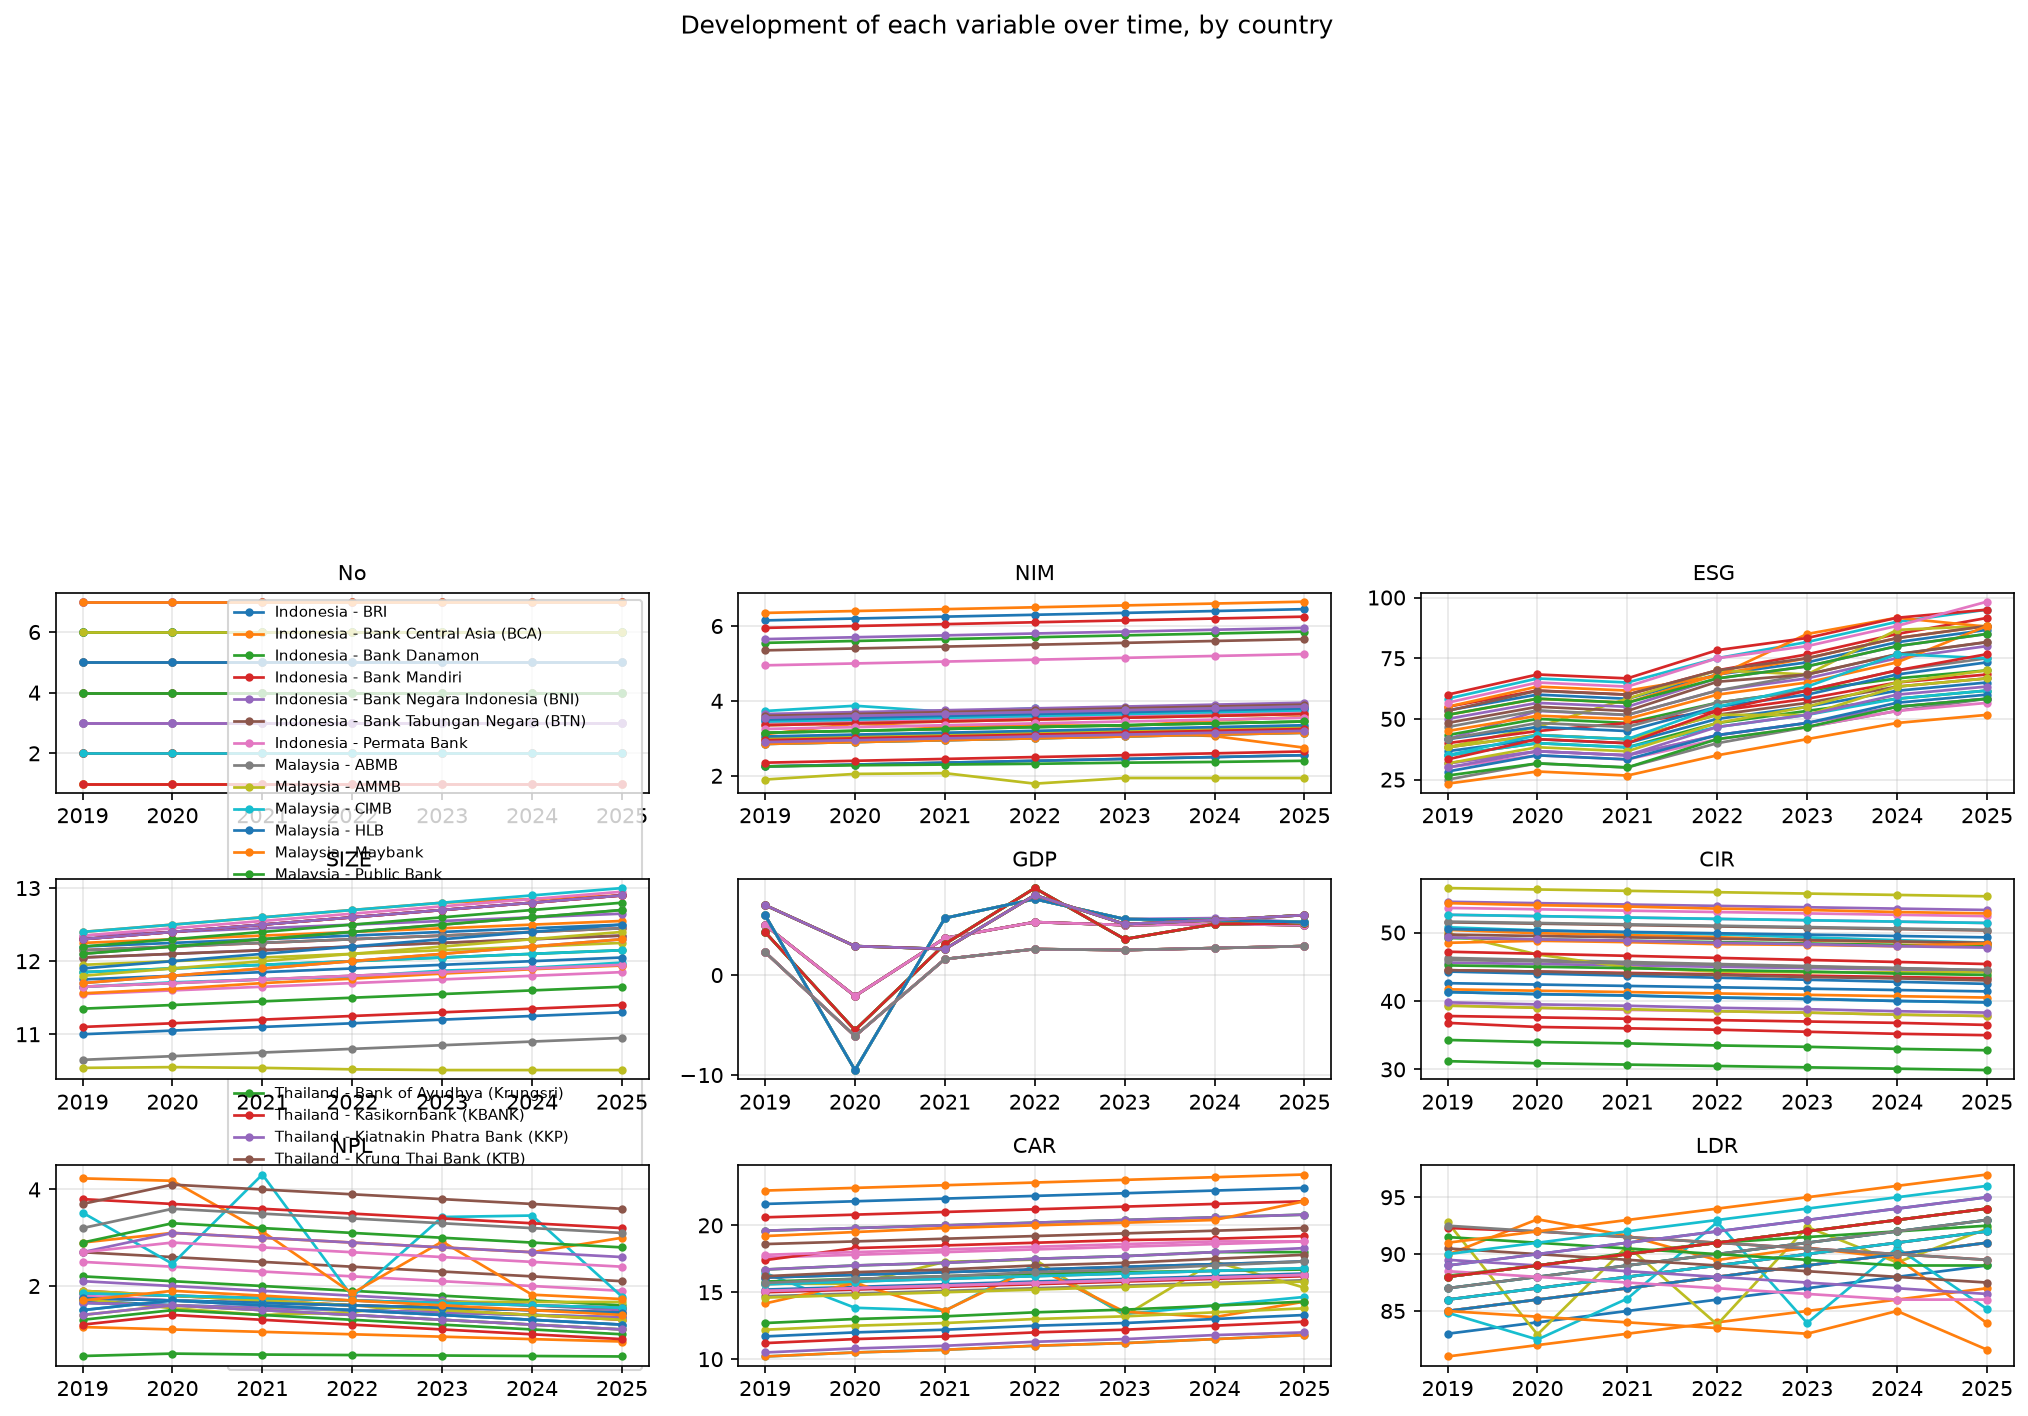 Development of each variable over time, by country
No
6
4
2
2019 2020 2021 2022 2023 2024 2025
Indonesia - BRI
Indonesia - Bank Central Asia (BCA)
Indonesia - Bank Danamon
Indonesia - Bank Mandiri
Indonesia - Bank Negara Indonesia (BNI)
Indonesia - Bank Tabungan Negara (BTN)
Indonesia - Permata Bank
Malaysia - ABMB
Malaysia - AMMB
Malaysia - CIMB
Malaysia - HLB
Malaysia - Maybank
Malaysia - Public Bank
NIM
6
4
2
2019 2020 2021 2022 2023 2024 2025
ESG
100
75
50
25
2019 2020 2021 2022 2023 2024 2025
SIZE
13
12
11
2019 2020 2021 2022 2023 2024 2025
Thailand - Bank of Ayudhya (Krungsri)
Thailand - Kasikornbank (KBANK)
Thailand - Kiatnakin Phatra Bank (KKP)
Thailand - Krung Thai Bank (KTB)
GDP
0
−10
2019 2020 2021 2022 2023 2024 2025
CIR
50
40
30
2019 2020 2021 2022 2023 2024 2025
NPL
4
2
2019 2020 2021 2022 2023 2024 2025
CAR
20
15
10
2019 2020 2021 2022 2023 2024 2025
LDR
95
90
85
2019 2020 2021 2022 2023 2024 2025